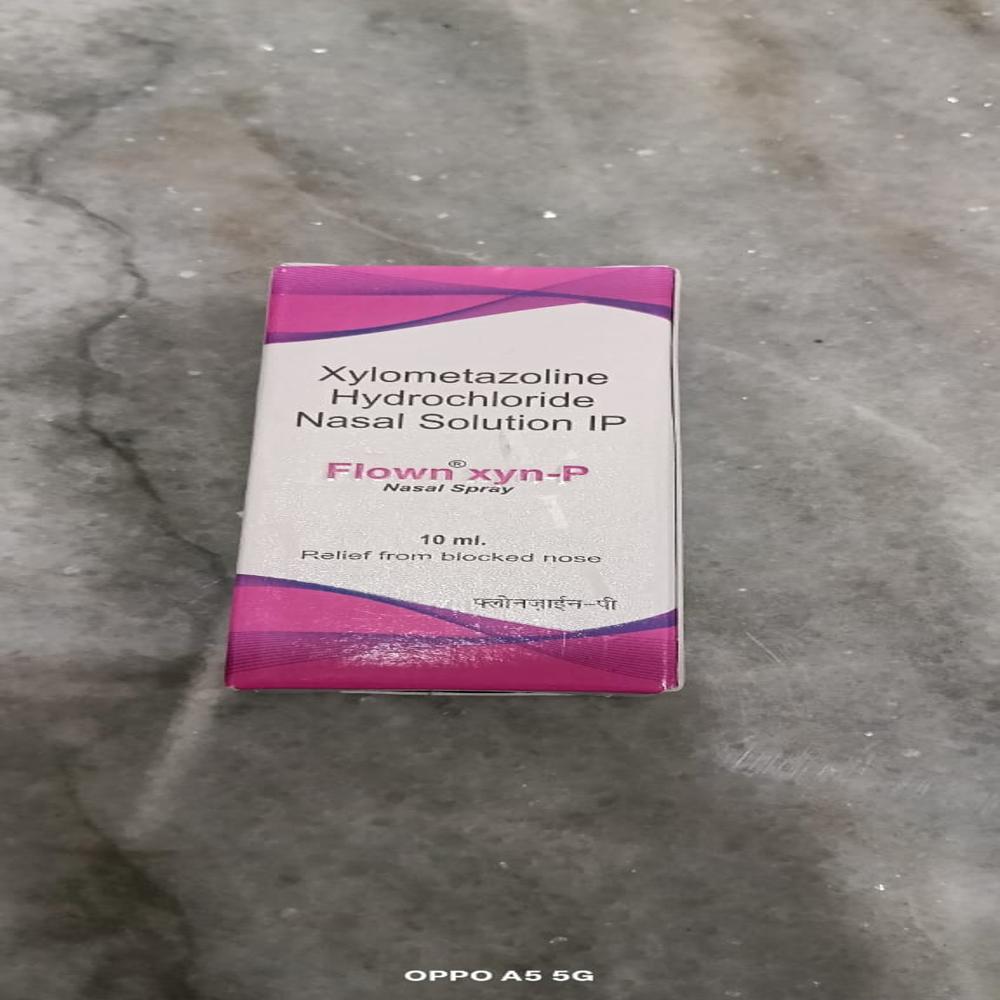 Xylometazoline
Hydrochloride
Nasal Solution IP
Flown® xyn-P
Nasal Spray
10 ml.
Relief from blocked nose
फ्लोनज़ाईन-पी
OPPO A5 5G